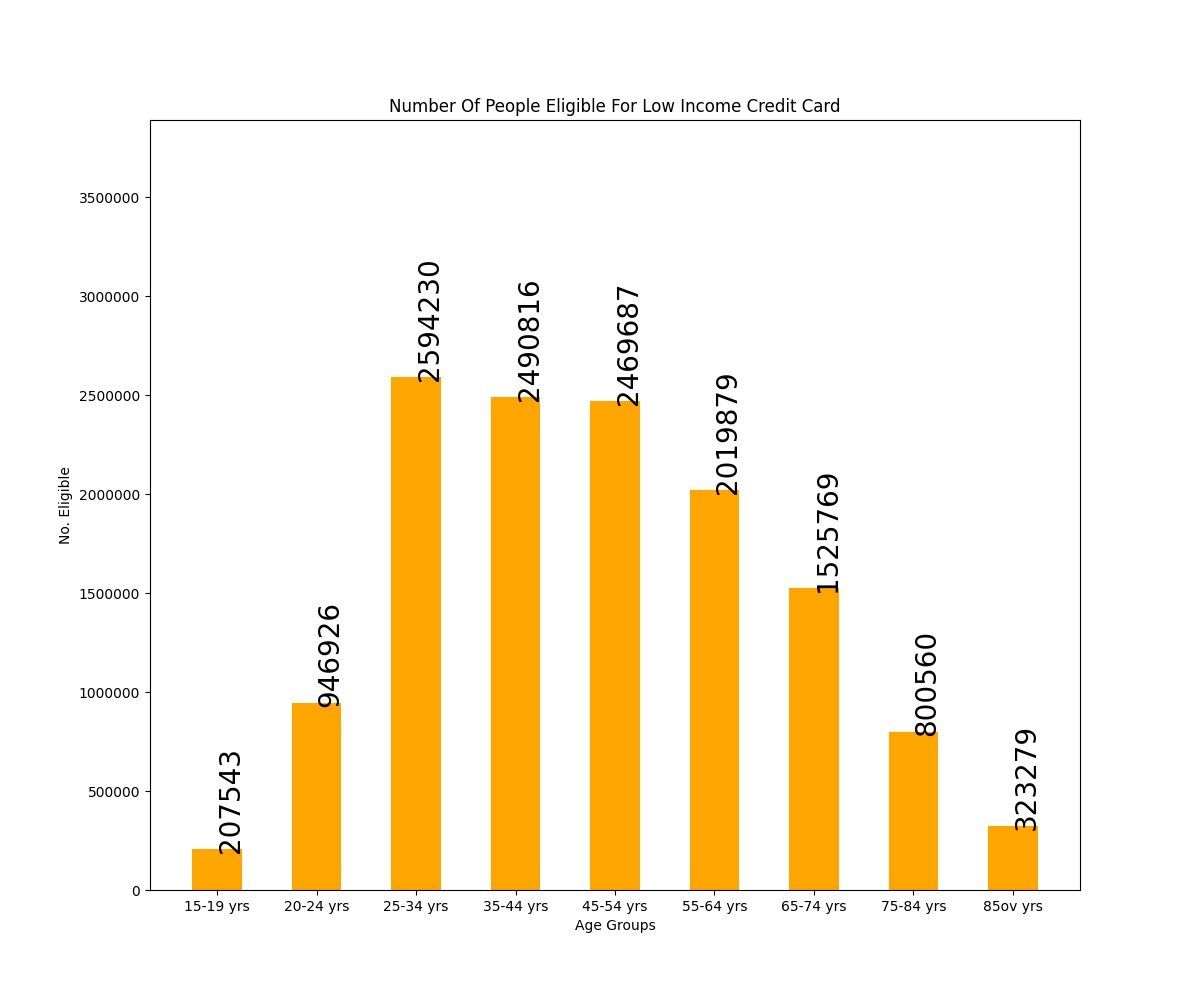 Number Of People Eligible For Low Income Credit Card
No. Eligible
3500000
3000000
2500000
2000000
1500000
1000000
500000
0
207543
946926
2594230
2490816
2469687
2019879
1525769
800560
323279
15-19 yrs
20-24 yrs
25-34 yrs
35-44 yrs
45-54 yrs
55-64 yrs
65-74 yrs
75-84 yrs
85ov yrs
Age Groups